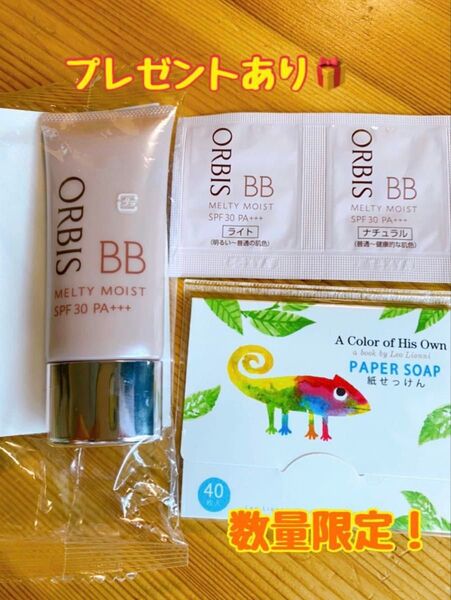 プレゼントあり🎁
ORBIS
BB
MELTY MOIST
SPF30 PA+++
ORBIS
BB
MELTY MOIST
SPF30 PA+++
ライト
(明るい~普通の肌色)
ORBIS
BB
MELTY MOIST
SPF30 PA+++
ナチュラル
(普通~健康的な肌色)
A Color of His Own
a book by Leo Lionni
PAPER SOAP
紙せっけん
40
枚入
数量限定！